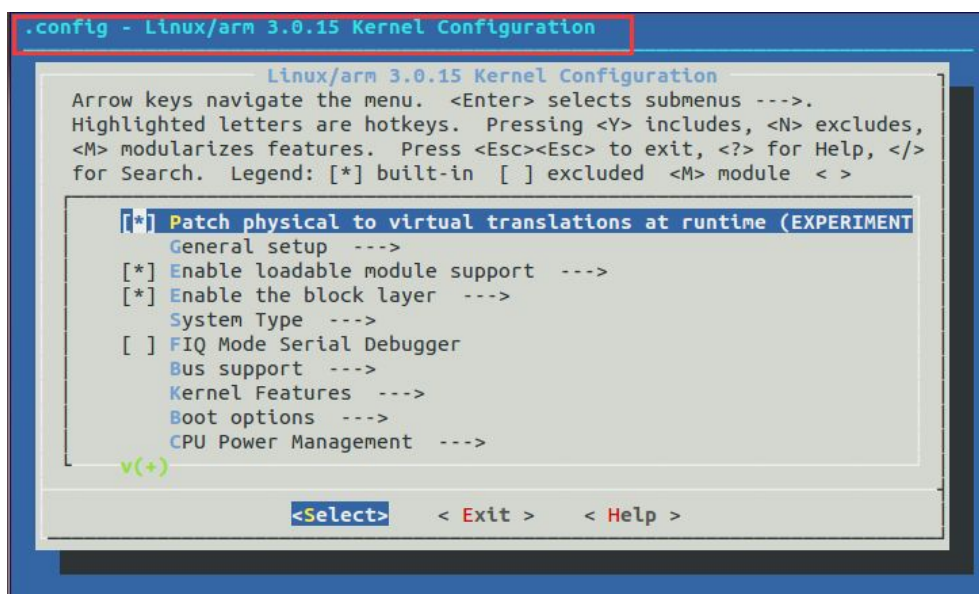 .config - Linux/arm 3.0.15 Kernel Configuration
Linux/arm 3.0.15 Kernel Configuration
Arrow keys navigate the menu.  <Enter> selects submenus --->.
Highlighted letters are hotkeys.  Pressing <Y> includes, <N> excludes,
<M> modularizes features.  Press <Esc><Esc> to exit, <?> for Help, </>
for Search.  Legend: [*] built-in  [ ] excluded  <M> module  < >
[*] Patch physical to virtual translations at runtime (EXPERIMENT
General setup  --->
[*] Enable loadable module support  --->
[*] Enable the block layer  --->
System Type  --->
[ ] FIQ Mode Serial Debugger
Bus support  --->
Kernel Features  --->
Boot options  --->
CPU Power Management  --->
v(+)
<Select>    < Exit >    < Help >